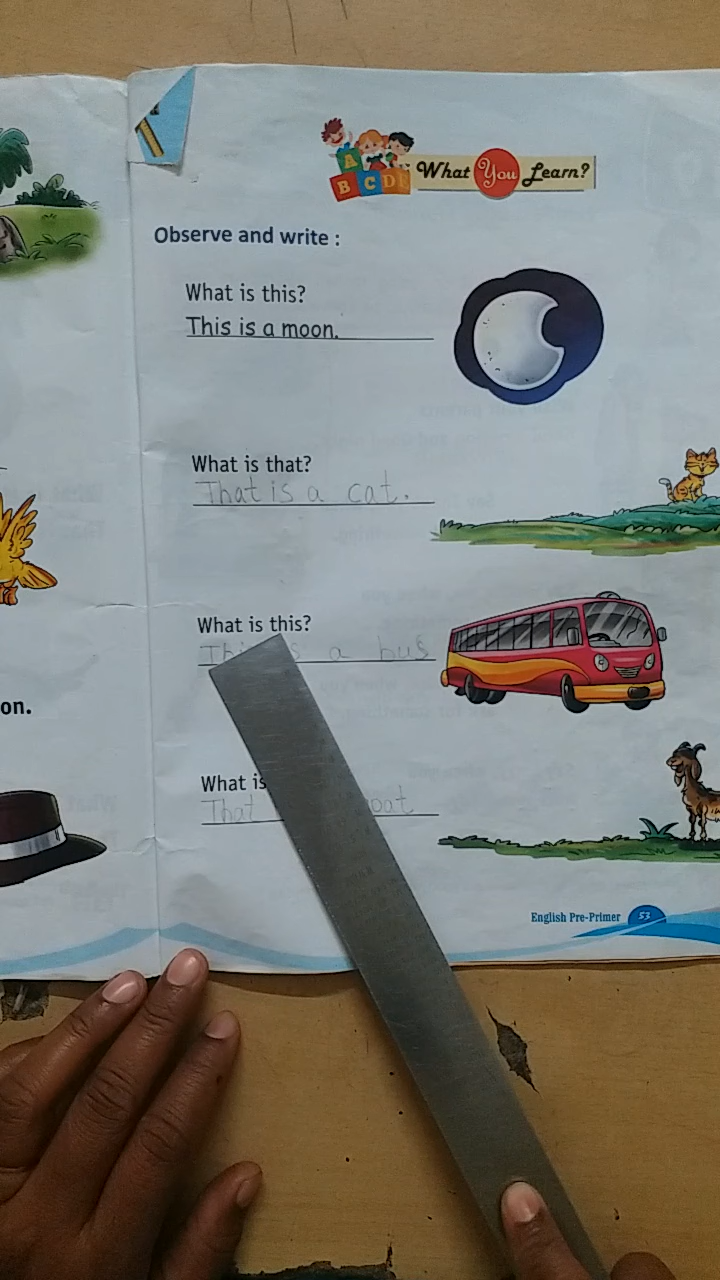 A
B C D
What You Learn?
Observe and write :
What is this?
This is a moon.
What is that?
That is a cat.
What is this?
a bus
on.
What is
That
English Pre-Primer 53